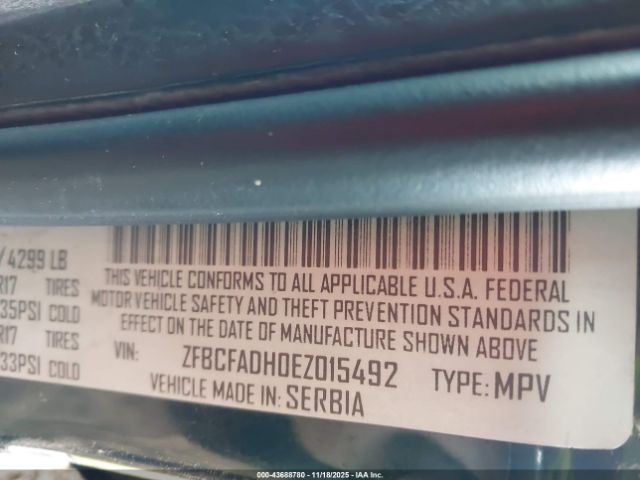 /4299 LB
R17 TIRES
35PSI COLD
R17 TIRES
33PSI COLD
THIS VEHICLE CONFORMS TO ALL APPLICABLE U.S.A. FEDERAL
MOTOR VEHICLE SAFETY AND THEFT PREVENTION STANDARDS IN
EFFECT ON THE DATE OF MANUFACTURE SHOWN ABOVE
VIN: ZFBCFADH0EZ015492 TYPE: MPV
VEHICLE MADE IN: SERBIA
000-43688780 - 11/18/2025 - IAA Inc.